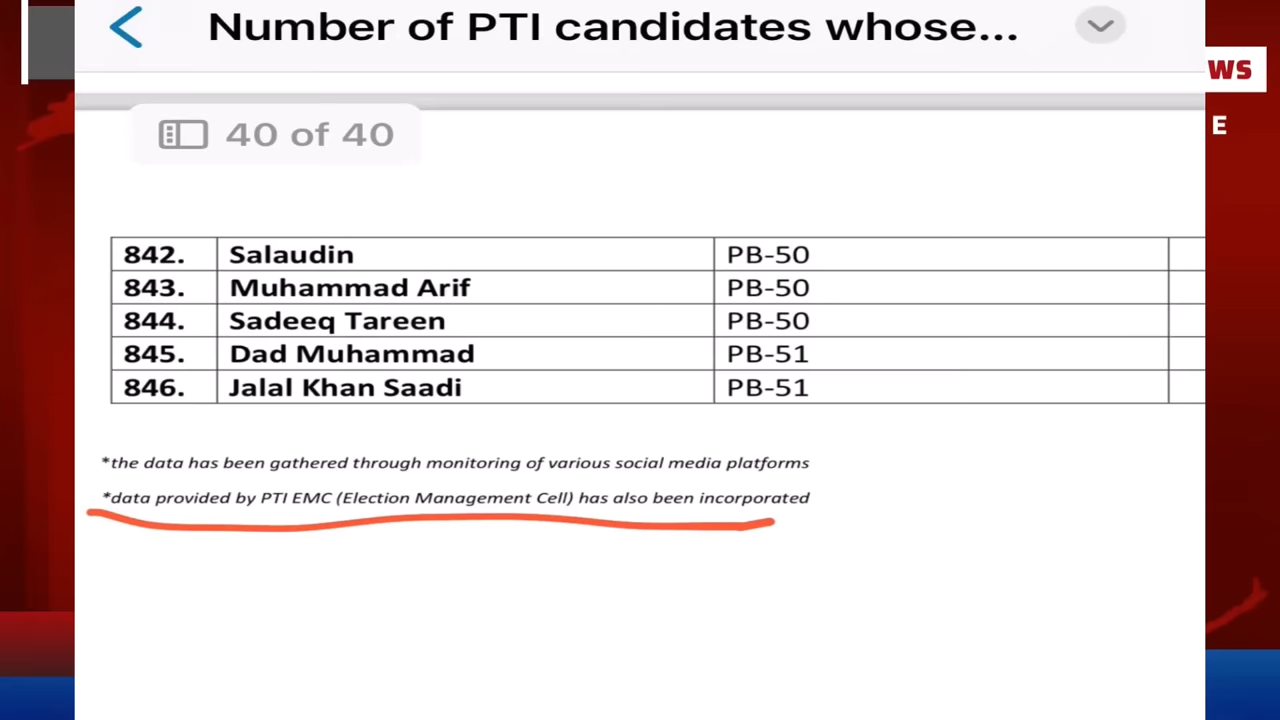 Number of PTI candidates whose...
WS
40 of 40
E
842. Salaudin PB-50
843. Muhammad Arif PB-50
844. Sadeeq Tareen PB-50
845. Dad Muhammad PB-51
846. Jalal Khan Saadi PB-51
*the data has been gathered through monitoring of various social media platforms
*data provided by PTI EMC (Election Management Cell) has also been incorporated